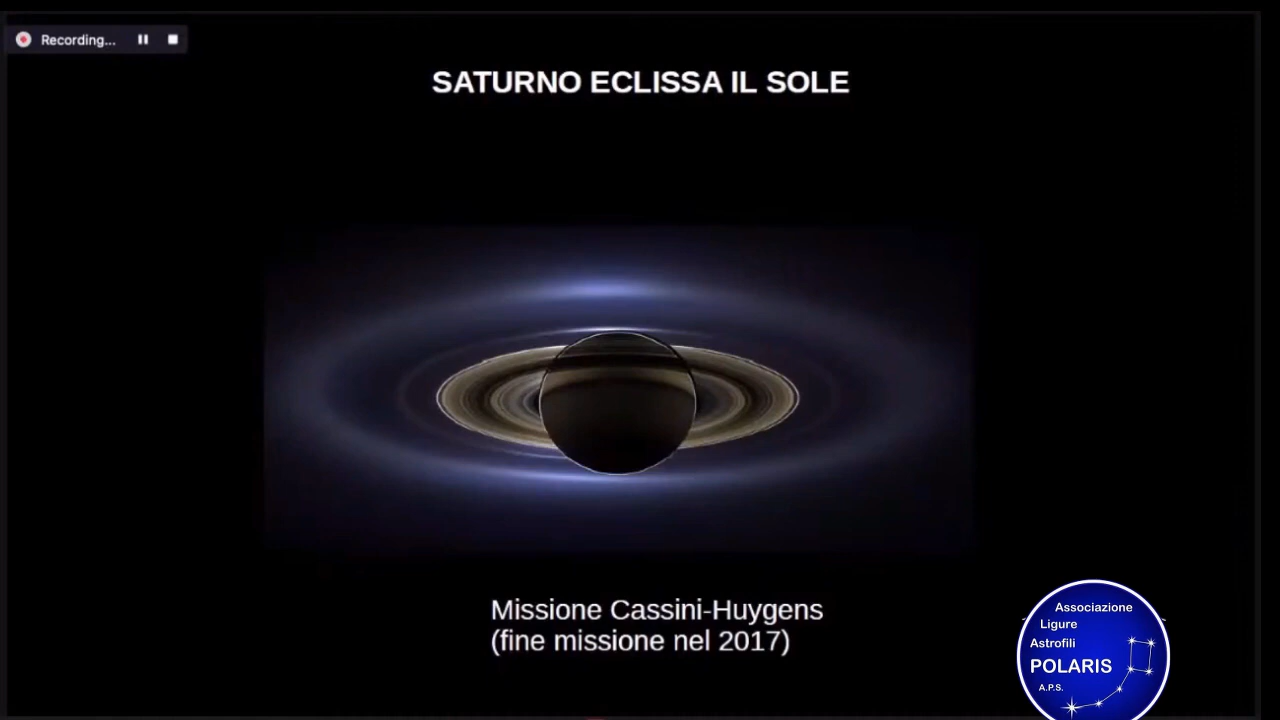 Recording...
SATURNO ECLISSA IL SOLE
Missione Cassini-Huygens
(fine missione nel 2017)
Associazione
Ligure
Astrofili
POLARIS
A.P.S.